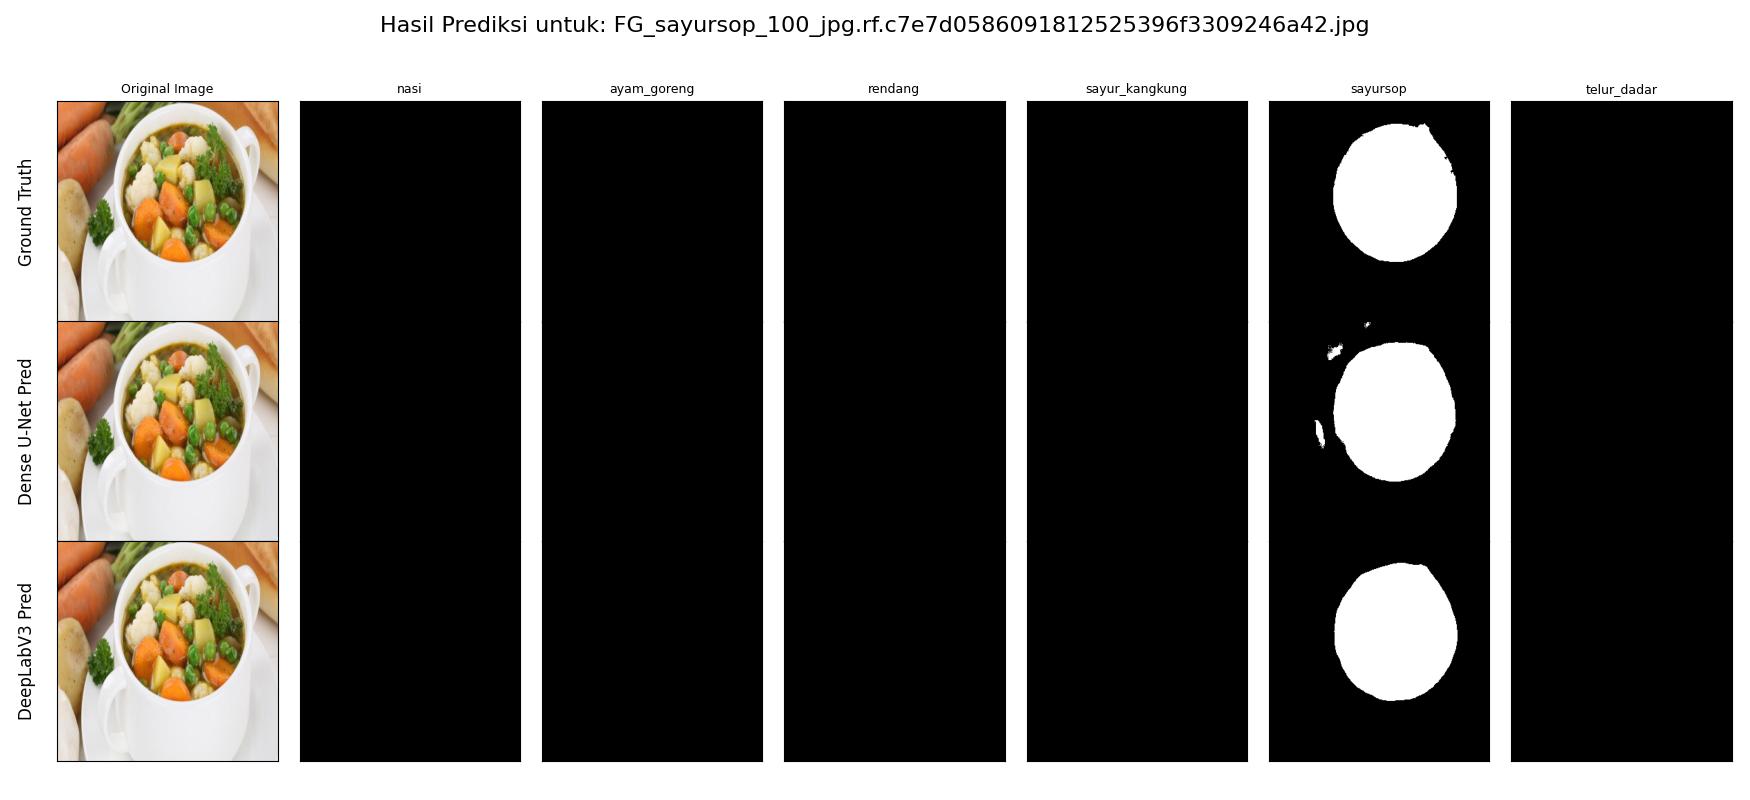 Hasil Prediksi untuk: FG_sayursop_100_jpg.rf.c7e7d0586091812525396f3309246a42.jpg
Original Image
nasi
ayam_goreng
rendang
sayur_kangkung
sayursop
telur_dadar
Ground Truth
Dense U-Net Pred
DeepLabV3 Pred